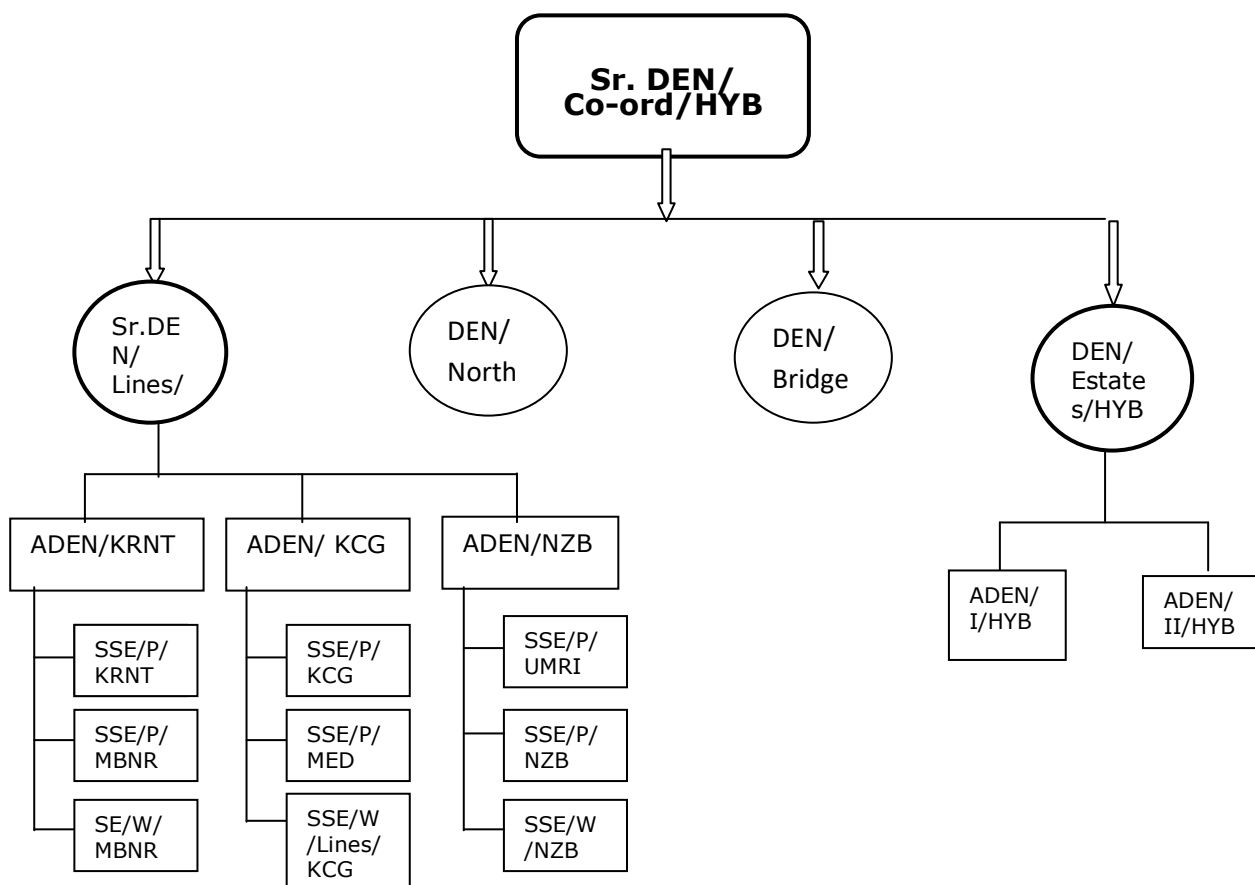 Sr. DEN/
Co-ord/HYB
Sr.DE
N/
Lines/
DEN/
North
DEN/
Bridge
DEN/
Estate
s/HYB
ADEN/KRNT
ADEN/ KCG
ADEN/NZB
ADEN/
I/HYB
ADEN/
II/HYB
SSE/P/
KRNT
SSE/P/
KCG
SSE/P/
UMRI
SSE/P/
MBNR
SSE/P/
MED
SSE/P/
NZB
SE/W/
MBNR
SSE/W
/Lines/
KCG
SSE/W
/NZB